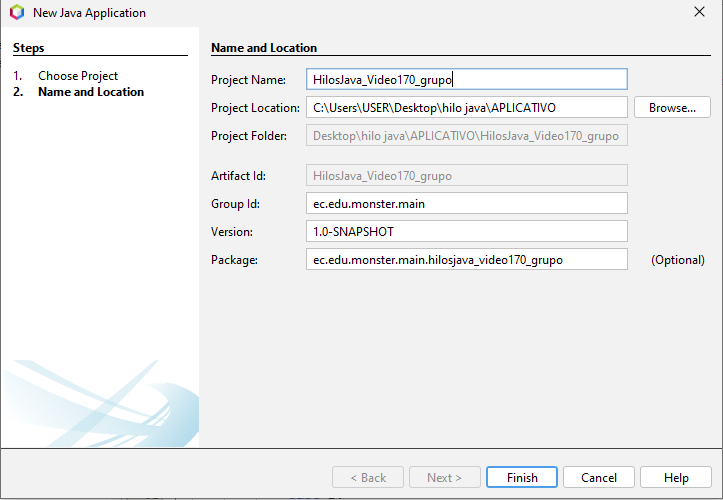 New Java Application
Steps
1. Choose Project
2. Name and Location
Name and Location
Project Name: HilosJava_Video170_grupo
Project Location: C:\Users\USER\Desktop\hilo java\APLICATIVO Browse...
Project Folder: Desktop\hilo java\APLICATIVO\HilosJava_Video170_grupo
Artifact Id: HilosJava_Video170_grupo
Group Id: ec.edu.monster.main
Version: 1.0-SNAPSHOT
Package: ec.edu.monster.main.hilosjava_video170_grupo (Optional)
< Back Next > Finish Cancel Help